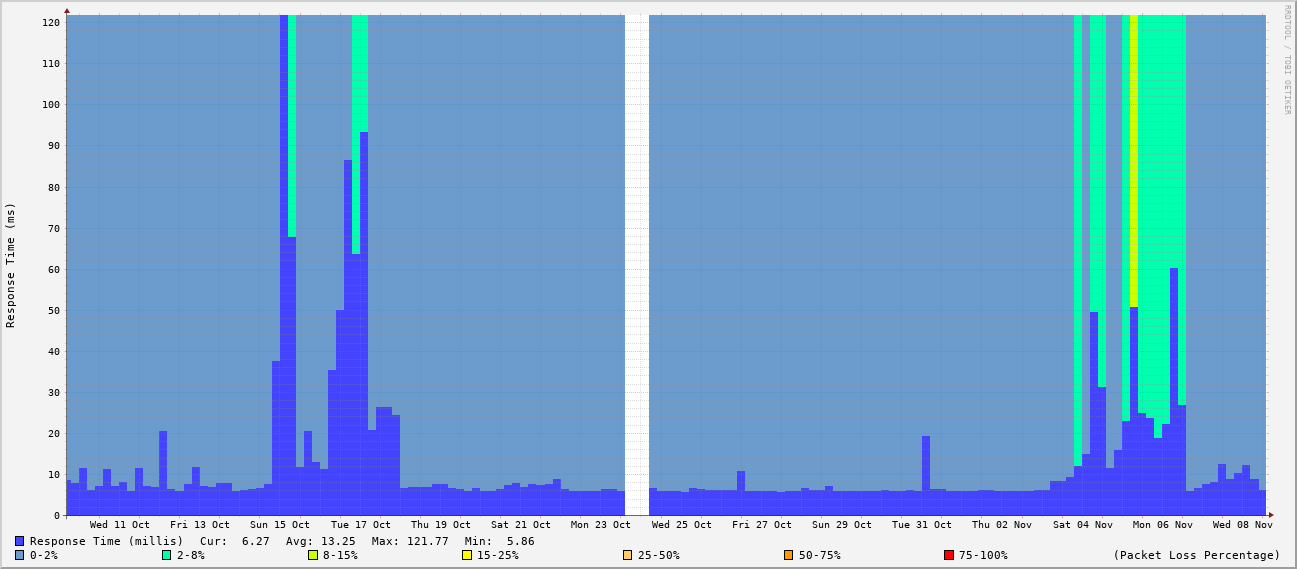 RRDTOOL / TOBI OETIKER
Response Time (ms)
120
110
100
90
80
70
60
50
40
30
20
10
0
Wed 11 Oct Fri 13 Oct Sun 15 Oct Tue 17 Oct Thu 19 Oct Sat 21 Oct Mon 23 Oct Wed 25 Oct Fri 27 Oct Sun 29 Oct Tue 31 Oct Thu 02 Nov Sat 04 Nov Mon 06 Nov Wed 08 Nov
Response Time (millis) Cur: 6.27 Avg: 13.25 Max: 121.77 Min: 5.86
0-2% 2-8% 8-15% 15-25% 25-50% 50-75% 75-100% (Packet Loss Percentage)